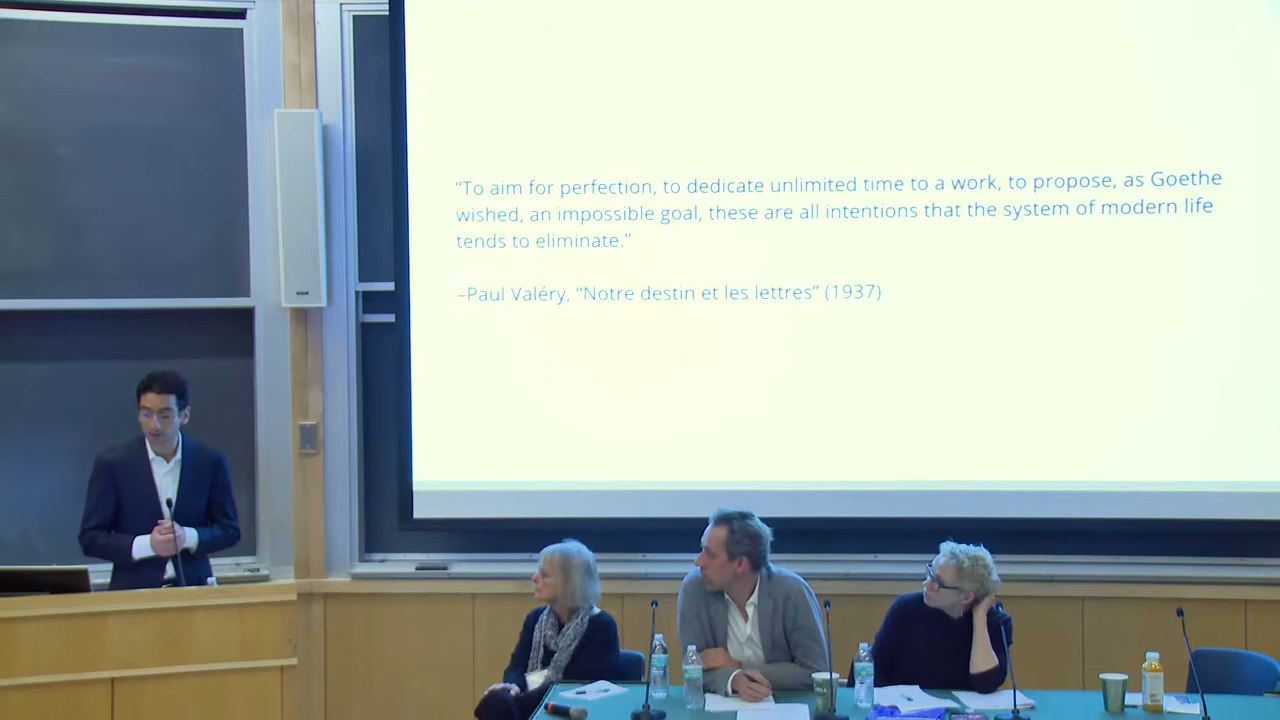 “To aim for perfection, to dedicate unlimited time to a work, to propose, as Goethe
wished, an impossible goal, these are all intentions that the system of modern life
tends to eliminate.”
–Paul Valéry, “Notre destin et les lettres” (1937)